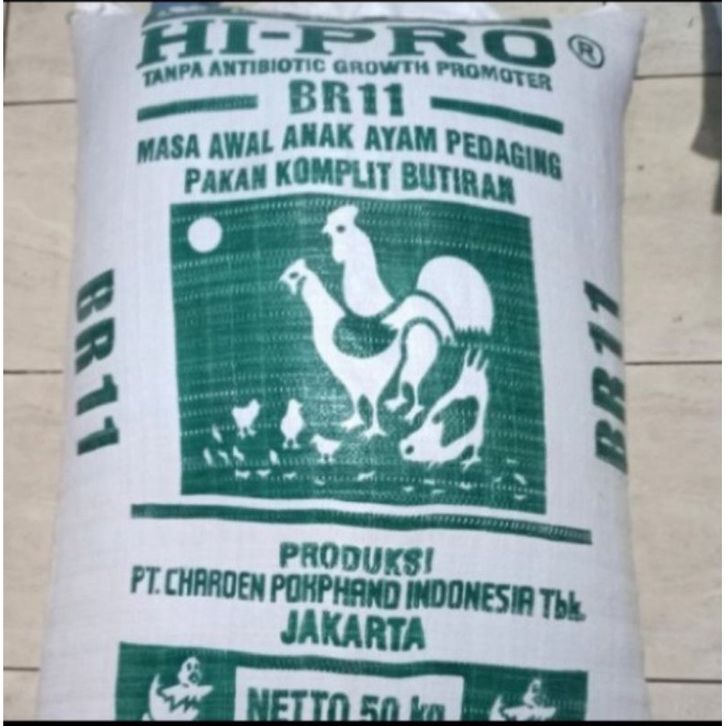 HI-PRO ®
TANPA ANTIBIOTIC GROWTH PROMOTER
BR11
MASA AWAL ANAK AYAM PEDAGING
PAKAN KOMPLIT BUTIRAN
BR11
BR11
PRODUKSI
PT. CHAROEN POKPHAND INDONESIA Tbk.
JAKARTA
NETTO 50 kg